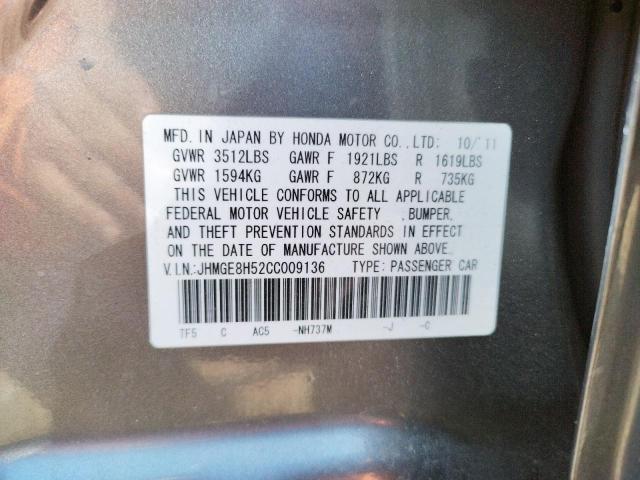 MFD. IN JAPAN BY HONDA MOTOR CO.,LTD: 10/'11
GVWR 3512LBS GAWR F 1921LBS R 1619LBS
GVWR 1594KG GAWR F 872KG R 735KG
THIS VEHICLE CONFORMS TO ALL APPLICABLE
FEDERAL MOTOR VEHICLE SAFETY ,BUMPER,
AND THEFT PREVENTION STANDARDS IN EFFECT
ON THE DATE OF MANUFACTURE SHOWN ABOVE.
V.I.N.:JHMGE8H52CC009136 TYPE: PASSENGER CAR
TF5 C AC5 -NH737M -J -C